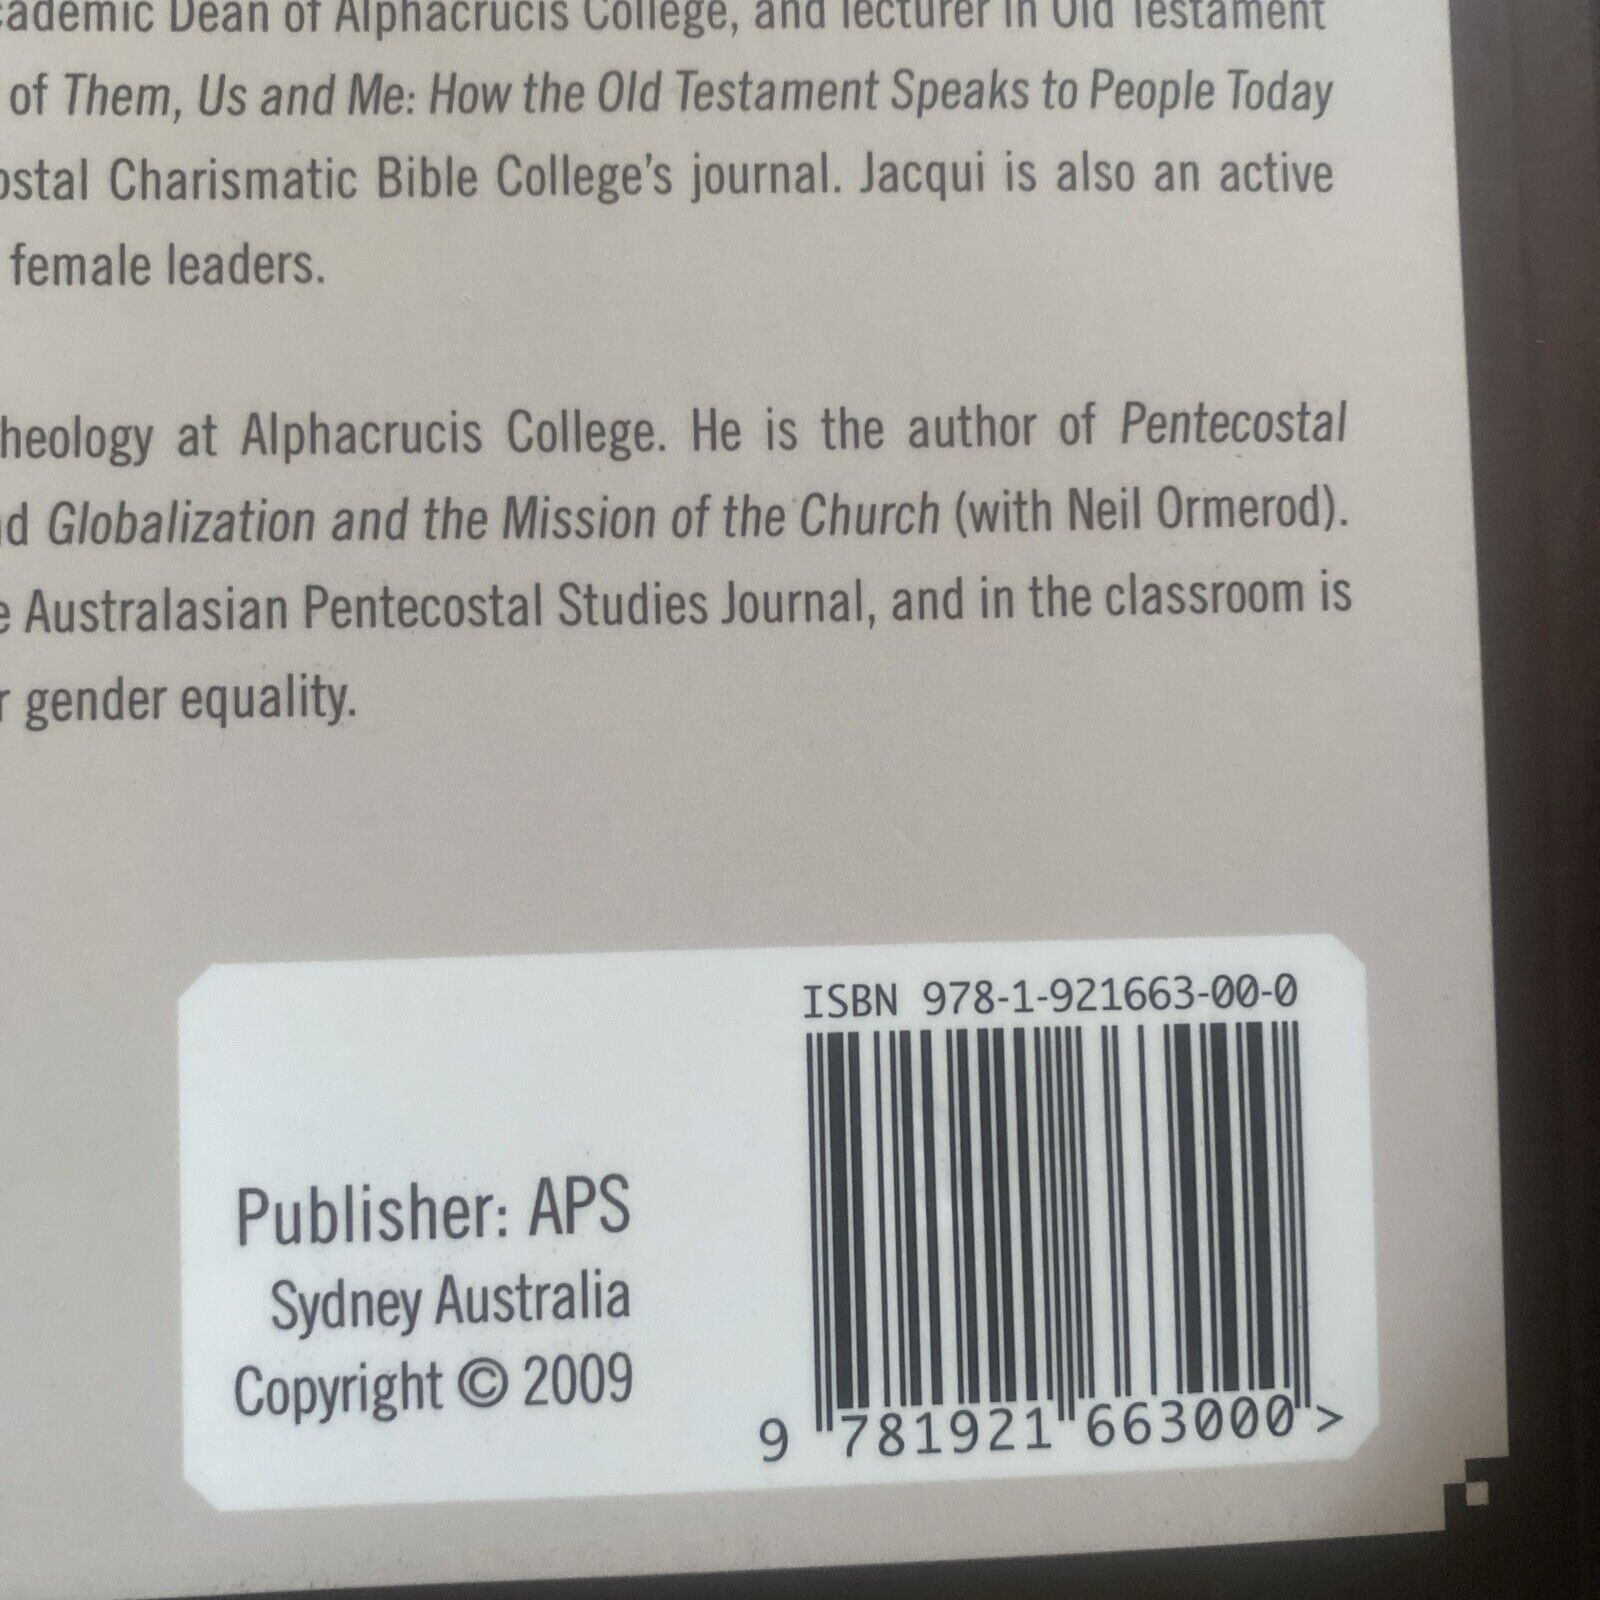 Academic Dean of Alphacrucis College, and lecturer in Old Testament
of Them, Us and Me: How the Old Testament Speaks to People Today
Charismatic Bible College's journal. Jacqui is also an active
female leaders.
at Alphacrucis College. He is the author of Pentecostal
Globalization and the Mission of the Church (with Neil Ormerod).
Australasian Pentecostal Studies Journal, and in the classroom is
gender equality.
ISBN 978-1-921663-00-0
Publisher: APS
Sydney Australia
Copyright © 2009
9 781921 663000 >